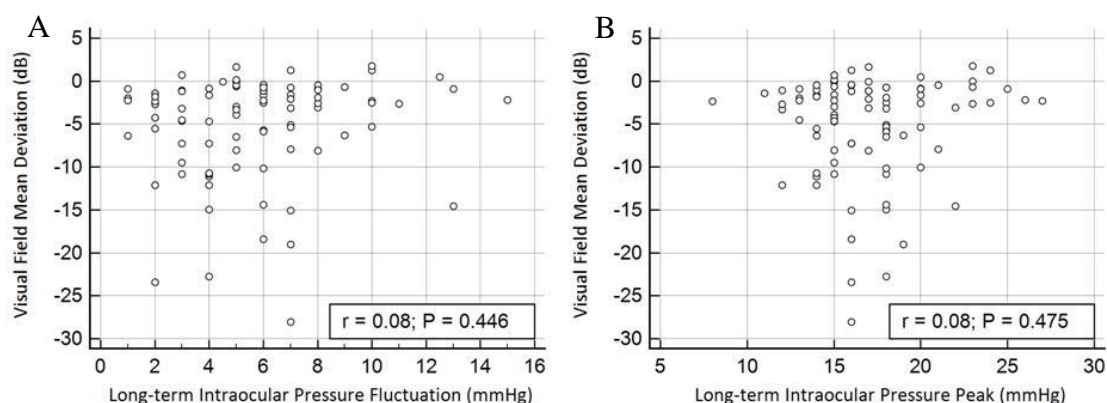 A
Visual Field Mean Deviation (dB)
5
0
-5
-10
-15
-20
-25
-30
r = 0.08; P = 0.446
0 2 4 6 8 10 12 14 16
Long-term Intraocular Pressure Fluctuation (mmHg)
B
Visual Field Mean Deviation (dB)
5
0
-5
-10
-15
-20
-25
-30
r = 0.08; P = 0.475
5 10 15 20 25 30
Long-term Intraocular Pressure Peak (mmHg)